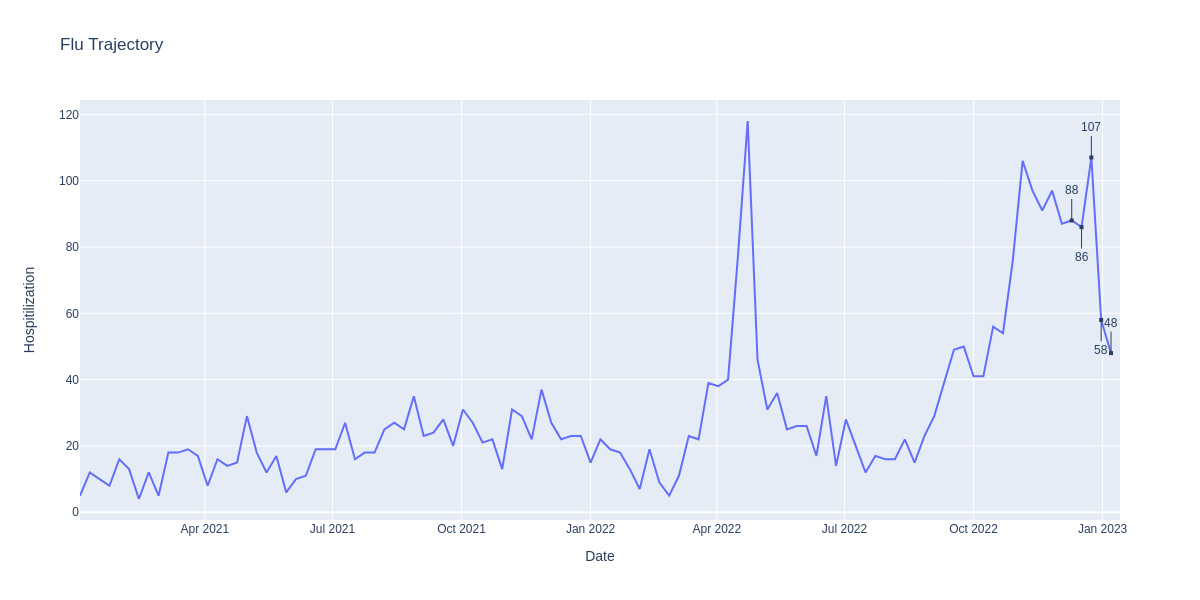 Flu Trajectory
120
100
80
60
40
20
0
Hospitilization
107
88
86
48
58
Apr 2021
Jul 2021
Oct 2021
Jan 2022
Apr 2022
Jul 2022
Oct 2022
Jan 2023
Date